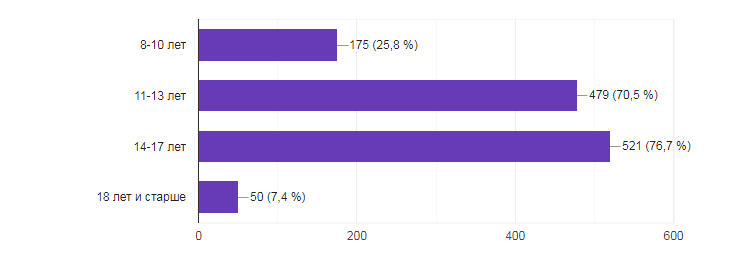 8-10 лет 175 (25,8 %)
11-13 лет 479 (70,5 %)
14-17 лет 521 (76,7 %)
18 лет и старше 50 (7,4 %)
0 200 400 600